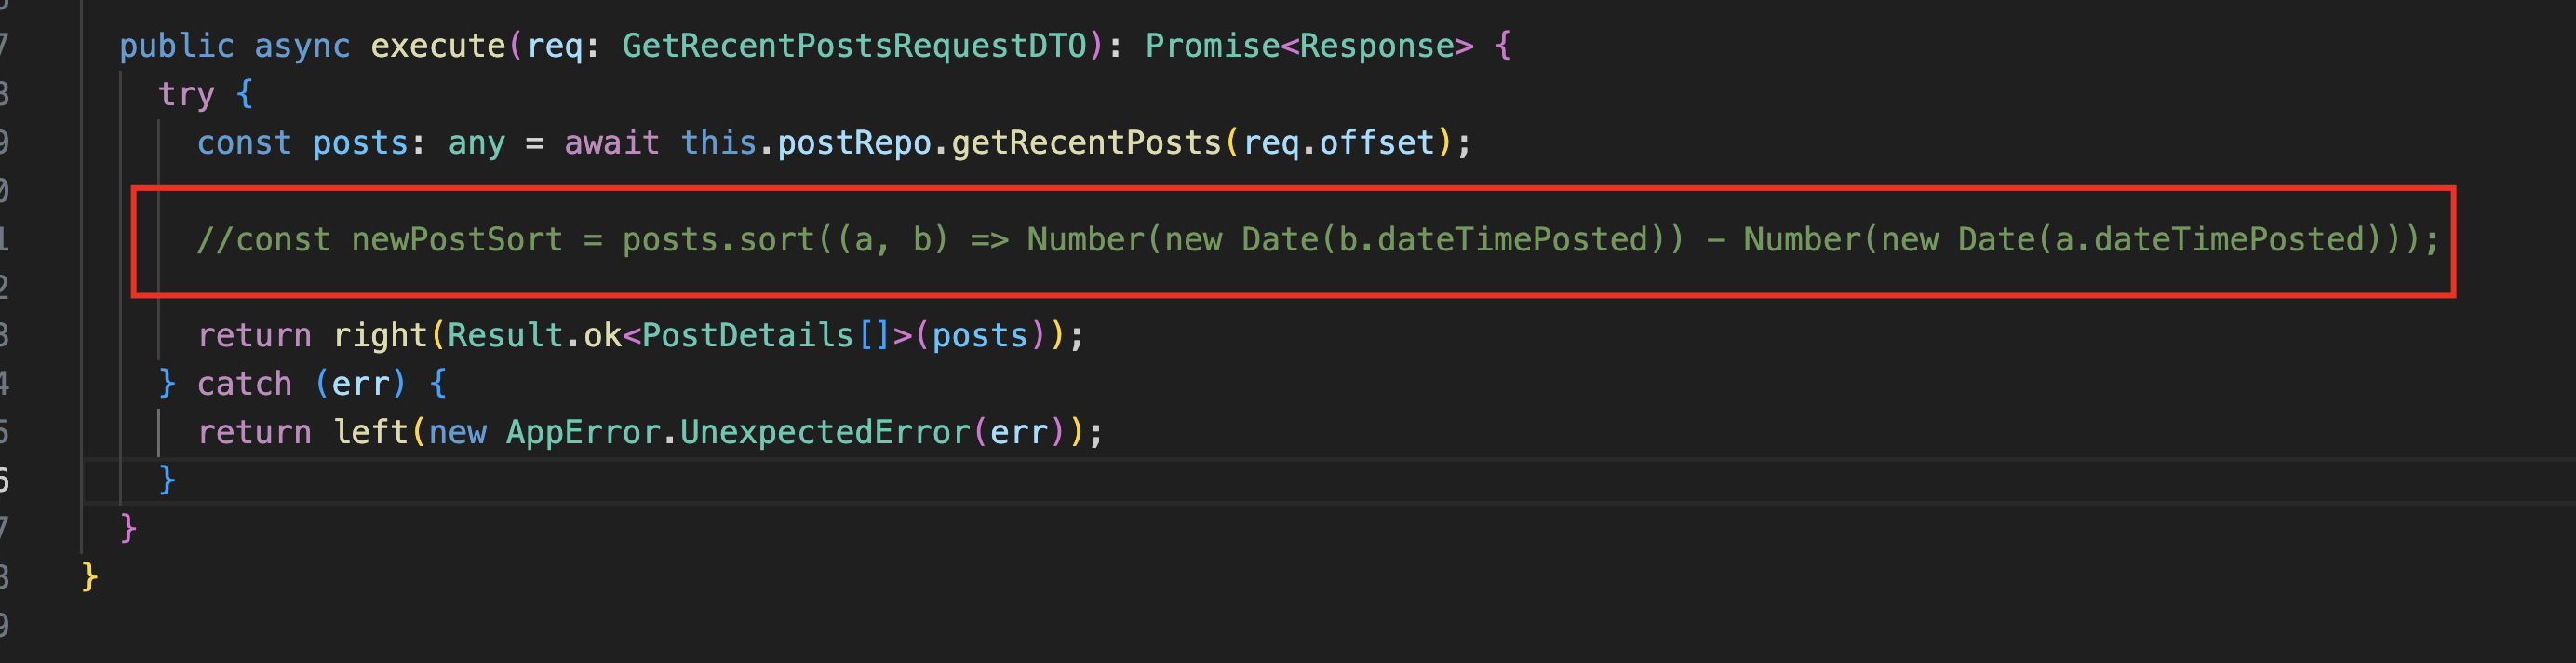 public async execute(req: GetRecentPostsRequestDTO): Promise<Response> {
try {
const posts: any = await this.postRepo.getRecentPosts(req.offset);
//const newPostSort = posts.sort((a, b) => Number(new Date(b.dateTimePosted)) - Number(new Date(a.dateTimePosted)));
return right(Result.ok<PostDetails[]>(posts));
} catch (err) {
return left(new AppError.UnexpectedError(err));
}
}
}